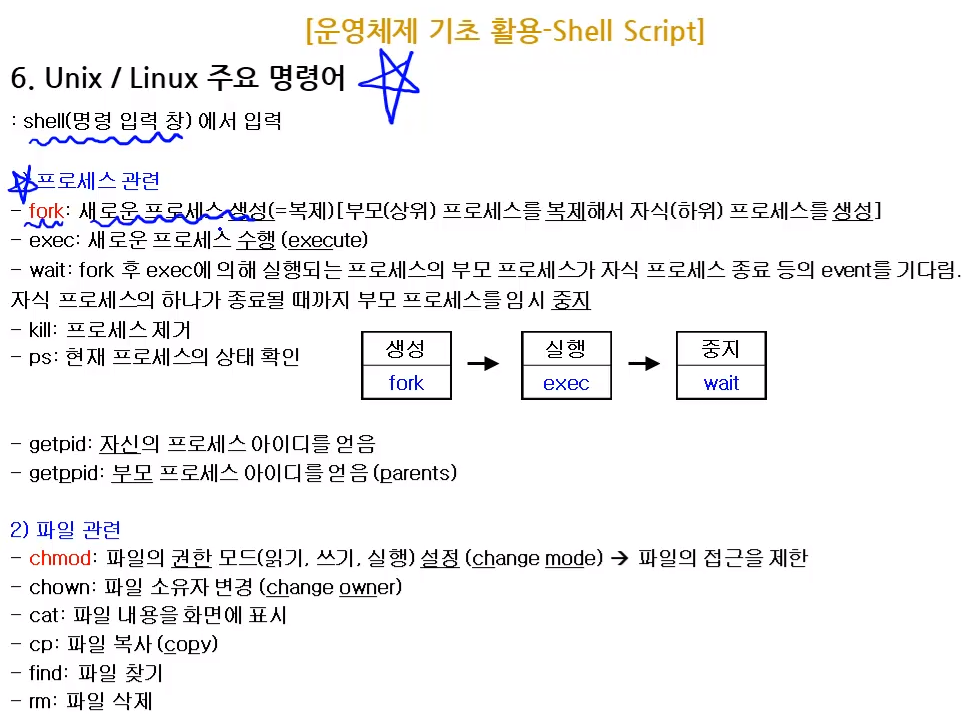 [운영체제 기초 활용-Shell Script]
6. Unix / Linux 주요 명령어
: shell(명령 입력 창) 에서 입력
1) 프로세스 관련
- fork: 새로운 프로세스 생성(=복제)[부모(상위) 프로세스를 복제해서 자식(하위) 프로세스를 생성]
- exec: 새로운 프로세스 수행 (execute)
- wait: fork 후 exec에 의해 실행되는 프로세스의 부모 프로세스가 자식 프로세스 종료 등의 event를 기다림.
자식 프로세스의 하나가 종료될 때까지 부모 프로세스를 임시 중지
- kill: 프로세스 제거
- ps: 현재 프로세스의 상태 확인
생성 → 실행 → 중지
fork exec wait
- getpid: 자신의 프로세스 아이디를 얻음
- getppid: 부모 프로세스 아이디를 얻음 (parents)
2) 파일 관련
- chmod: 파일의 권한 모드(읽기, 쓰기, 실행) 설정 (change mode) → 파일의 접근을 제한
- chown: 파일 소유자 변경 (change owner)
- cat: 파일 내용을 화면에 표시
- cp: 파일 복사 (copy)
- find: 파일 찾기
- rm: 파일 삭제